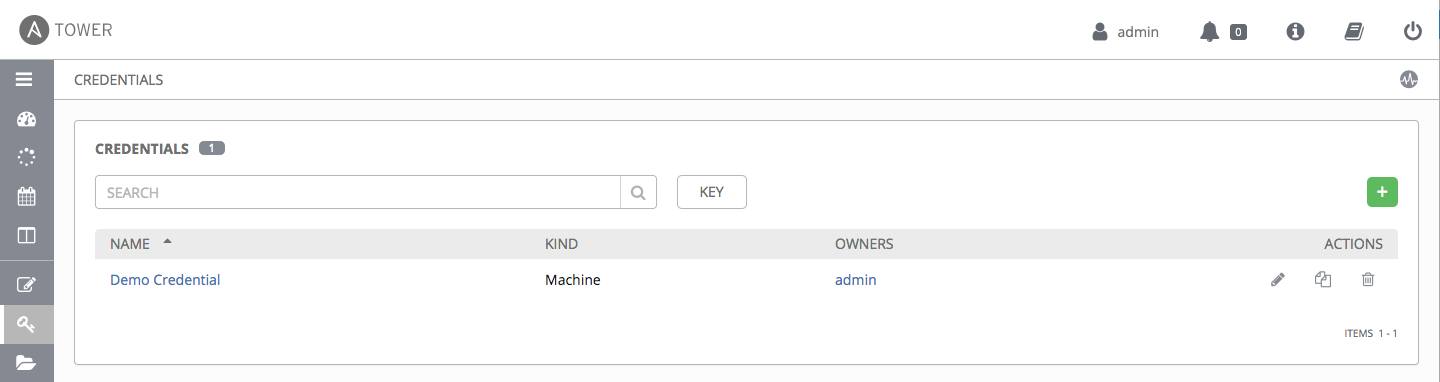 TOWER
admin
0
CREDENTIALS
CREDENTIALS 1
SEARCH
KEY
+
NAME KIND OWNERS ACTIONS
Demo Credential Machine admin
ITEMS 1 - 1